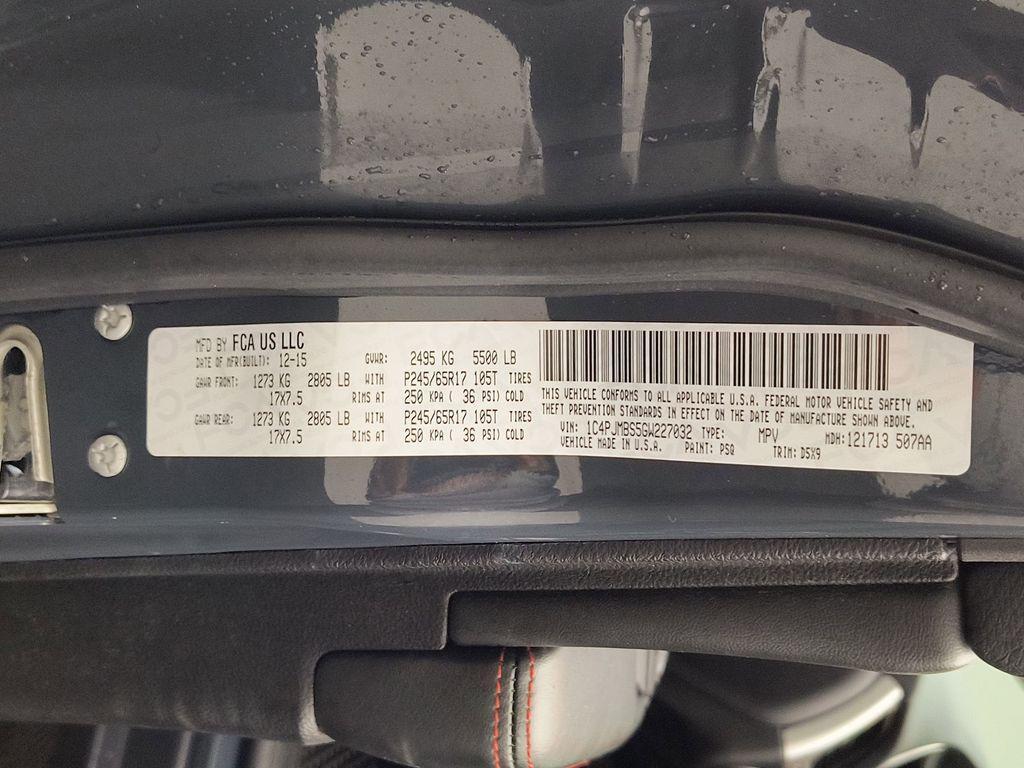 MFD BY FCA US LLC
DATE OF MFR(BUILT): 12-15 GVWR: 2495 KG 5500 LB
GAWR FRONT: 1273 KG 2805 LB WITH P245/65R17 105T TIRES
17X7.5 RIMS AT 250 KPA ( 36 PSI) COLD
GAWR REAR: 1273 KG 2805 LB WITH P245/65R17 105T TIRES
17X7.5 RIMS AT 250 KPA ( 36 PSI) COLD
THIS VEHICLE CONFORMS TO ALL APPLICABLE U.S.A. FEDERAL MOTOR VEHICLE SAFETY AND
THEFT PREVENTION STANDARDS IN EFFECT ON THE DATE OF MANUFACTURE SHOWN ABOVE.
VIN: 1C4PJMBS5GW227032 TYPE: MPV MDH:121713 507AA
VEHICLE MADE IN U.S.A. PAINT: PSQ TRIM: D5X9